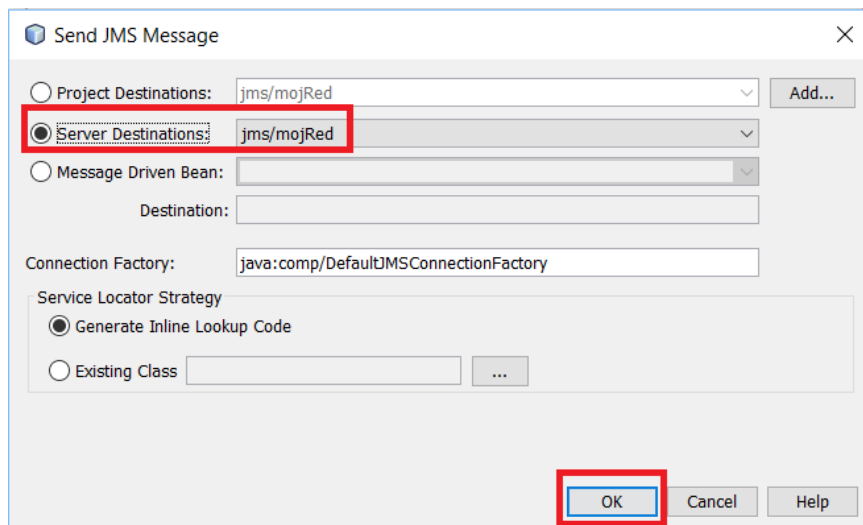 Send JMS Message
Project Destinations: jms/mojRed Add...
Server Destinations: jms/mojRed
Message Driven Bean:
Destination:
Connection Factory: java:comp/DefaultJMSConnectionFactory
Service Locator Strategy
Generate Inline Lookup Code
Existing Class ...
OK Cancel Help